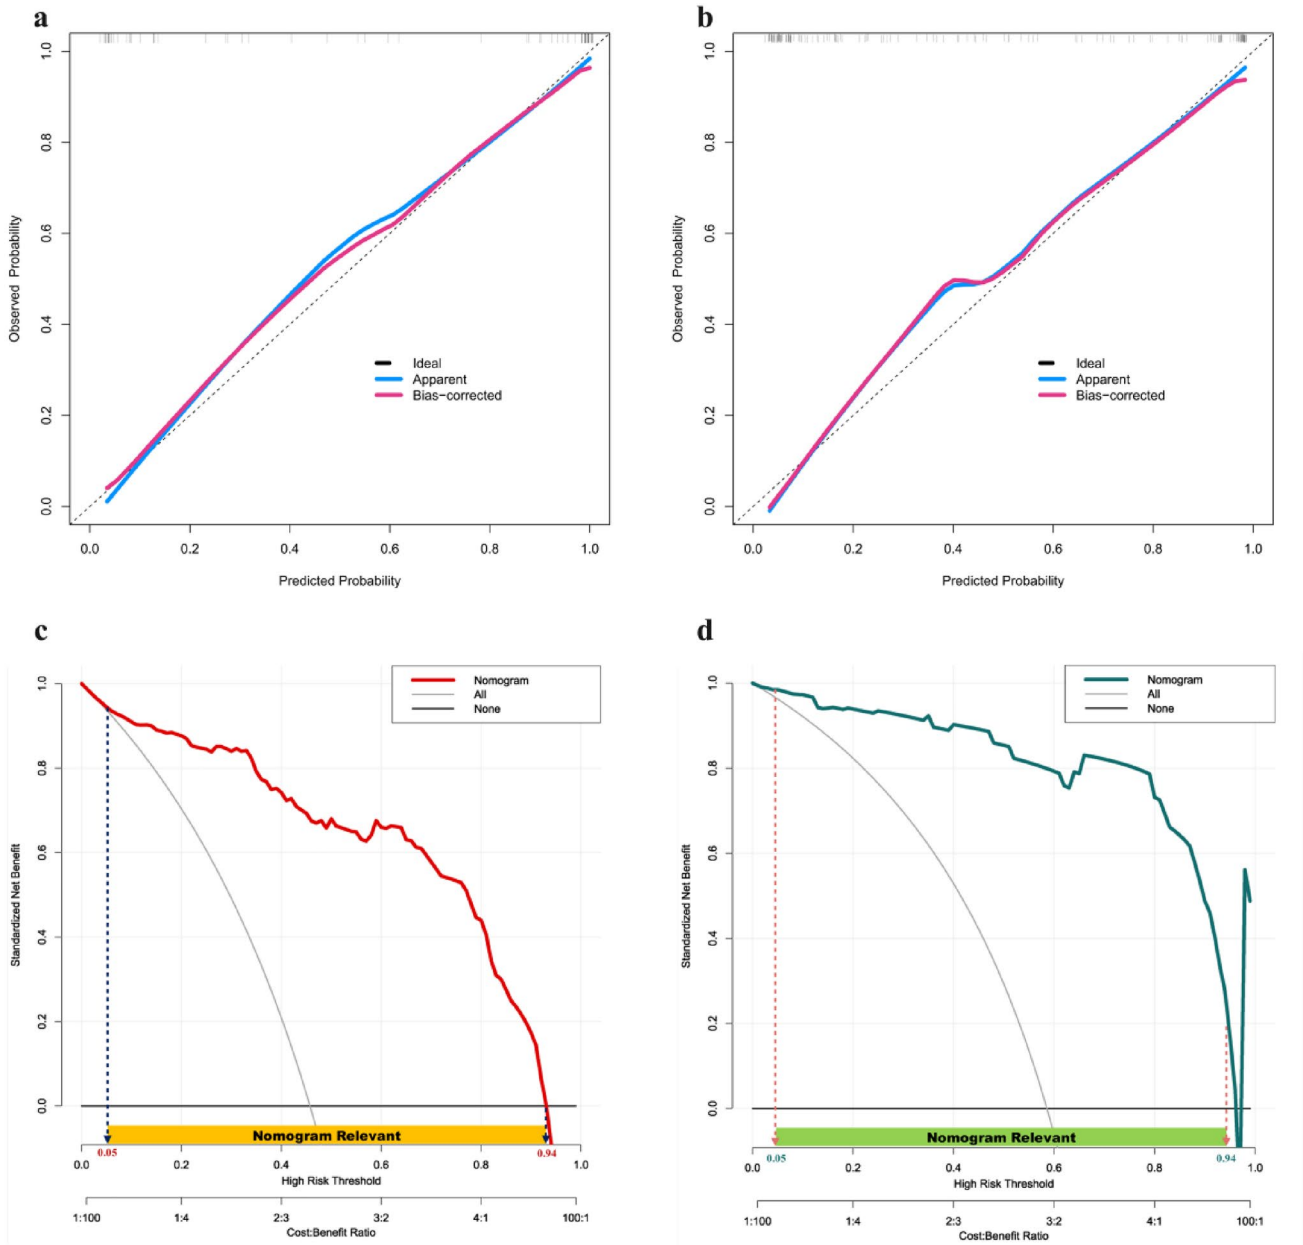 a
1.0
0.8
0.6
0.4
0.2
0.0
Observed Probability
Ideal
Apparent
Bias-corrected
0.0 0.2 0.4 0.6 0.8 1.0
Predicted Probability
b
1.0
0.8
0.6
0.4
0.2
0.0
Observed Probability
Ideal
Apparent
Bias-corrected
0.0 0.2 0.4 0.6 0.8 1.0
Predicted Probability
c
Nomogram
All
None
1.0
0.8
0.6
0.4
0.2
0.0
Standardized Net Benefit
Nomogram Relevant
0.05 0.94
0.0 0.2 0.4 0.6 0.8 1.0
High Risk Threshold
1:100 1:4 2:3 3:2 4:1 100:1
Cost:Benefit Ratio
d
Nomogram
All
None
1.0
0.8
0.6
0.4
0.2
0.0
Standardized Net Benefit
Nomogram Relevant
0.05 0.94
0.0 0.2 0.4 0.6 0.8 1.0
High Risk Threshold
1:100 1:4 2:3 3:2 4:1 100:1
Cost:Benefit Ratio